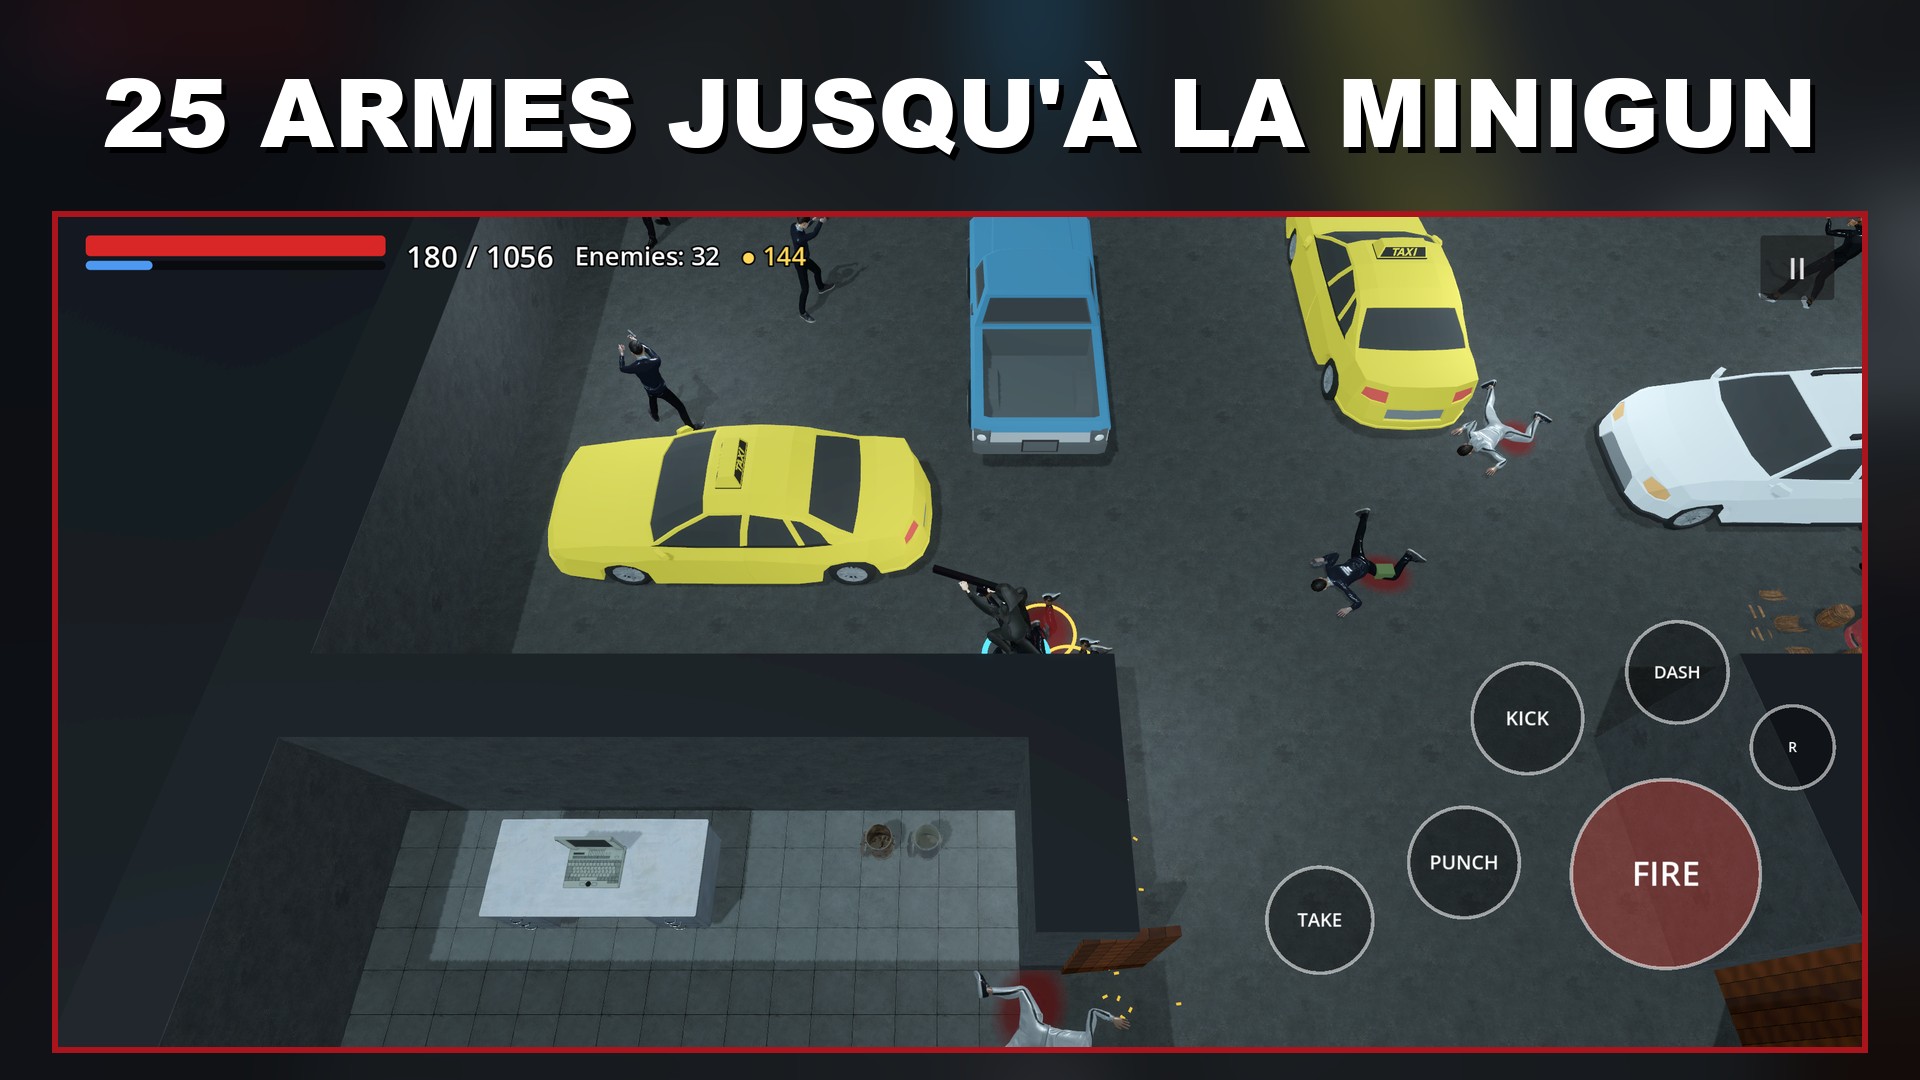 25 ARMES JUSQU'À LA MINIGUN
180 / 1056 Enemies: 32 144
TAXI
TAXI
DASH
KICK
R
PUNCH
FIRE
TAKE